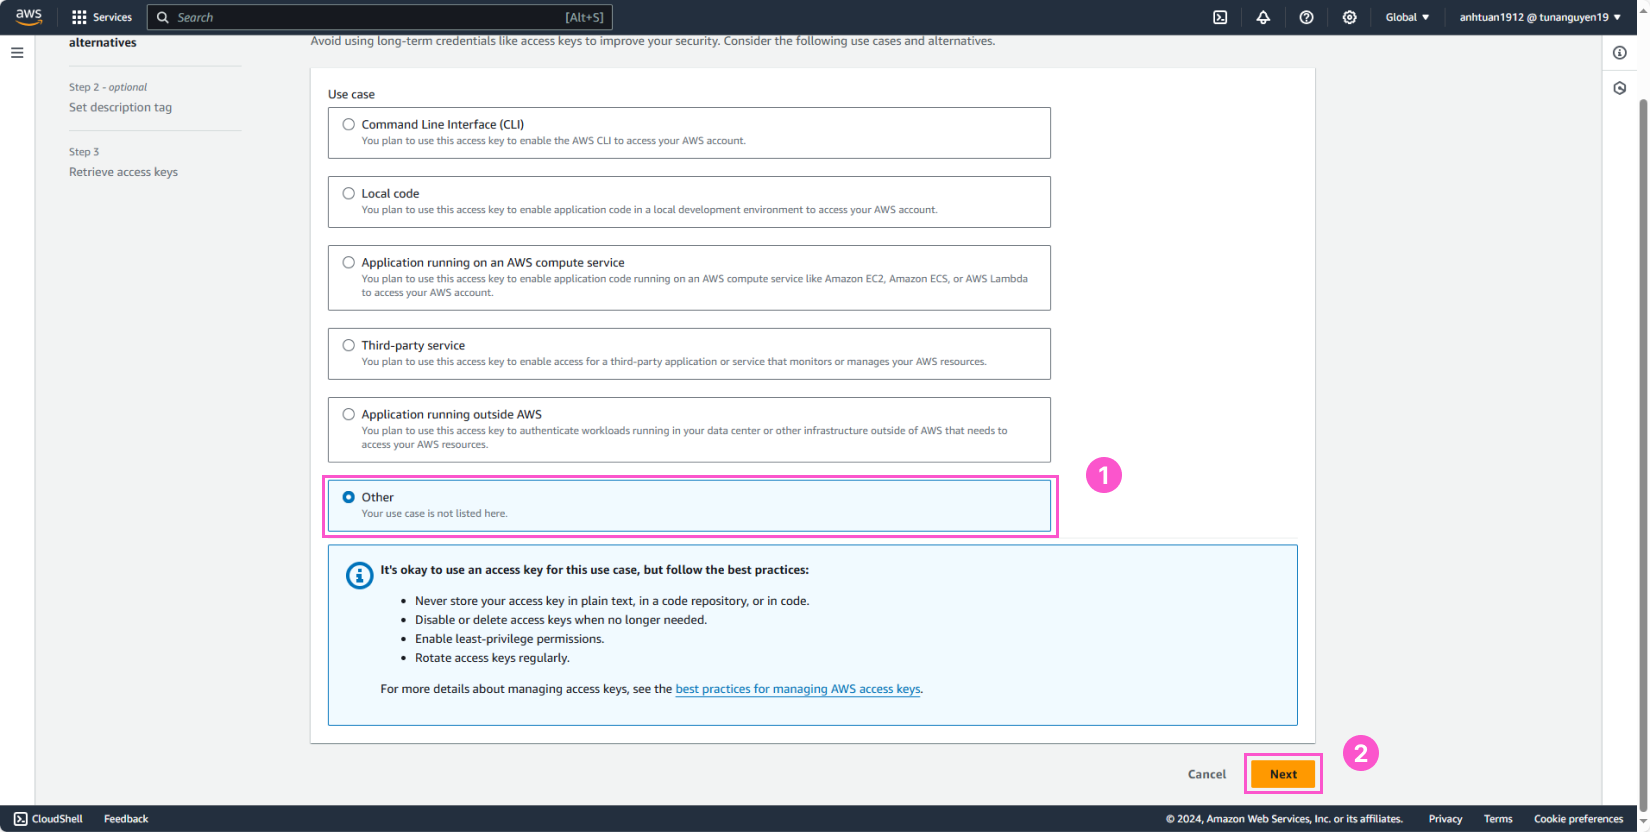 aws
Services
Search
[Alt+S]
Global
anhtuan1912 @ tunanguyen19
alternatives
Step 2 - optional
Set description tag
Step 3
Retrieve access keys
Avoid using long-term credentials like access keys to improve your security. Consider the following use cases and alternatives.
Use case
Command Line Interface (CLI)
You plan to use this access key to enable the AWS CLI to access your AWS account.
Local code
You plan to use this access key to enable application code in a local development environment to access your AWS account.
Application running on an AWS compute service
You plan to use this access key to enable application code running on an AWS compute service like Amazon EC2, Amazon ECS, or AWS Lambda
to access your AWS account.
Third-party service
You plan to use this access key to enable access for a third-party application or service that monitors or manages your AWS resources.
Application running outside AWS
You plan to use this access key to authenticate workloads running in your data center or other infrastructure outside of AWS that needs to
access your AWS resources.
1
Other
Your use case is not listed here.
It's okay to use an access key for this use case, but follow the best practices:
• Never store your access key in plain text, in a code repository, or in code.
• Disable or delete access keys when no longer needed.
• Enable least-privilege permissions.
• Rotate access keys regularly.
For more details about managing access keys, see the best practices for managing AWS access keys.
2
Cancel
Next
CloudShell
Feedback
© 2024, Amazon Web Services, Inc. or its affiliates.
Privacy
Terms
Cookie preferences